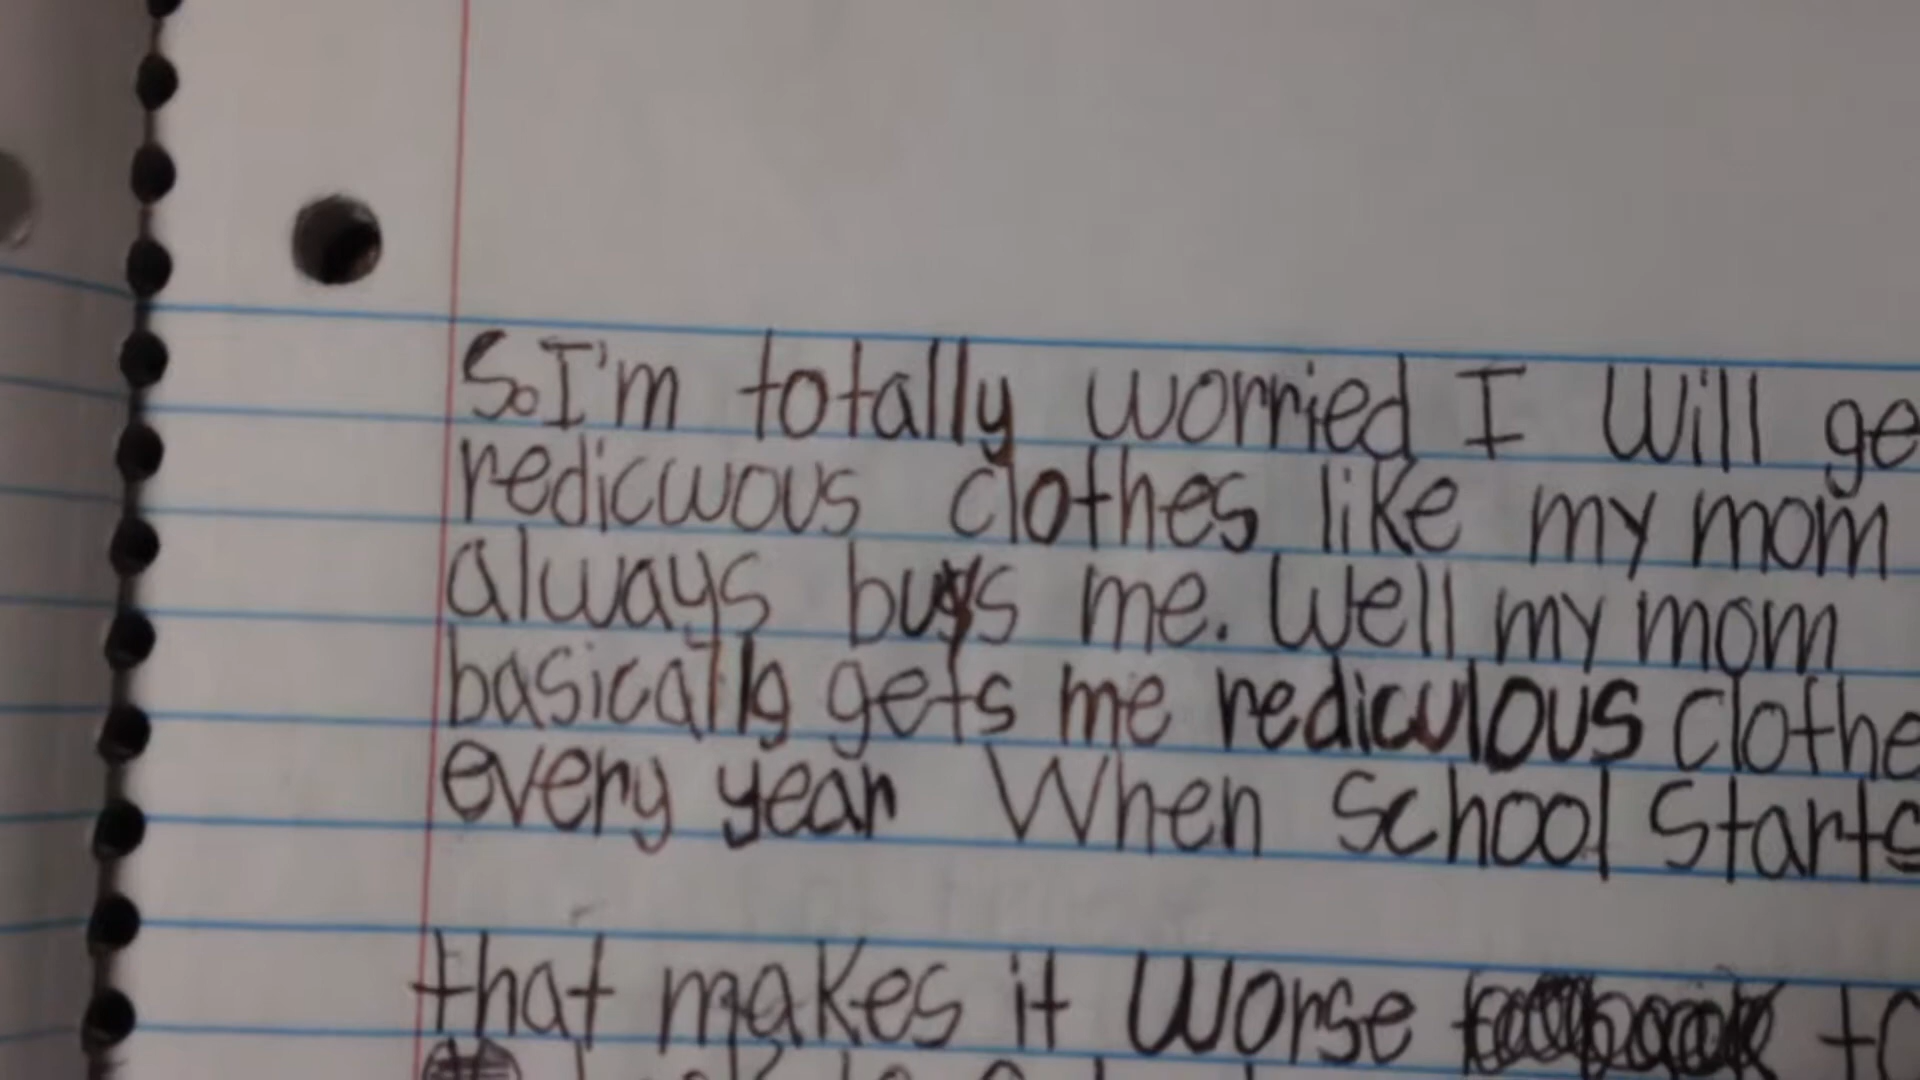 So I'm totally worried I Will ge
redicwous clothes like my mom
always buys me. Well my mom
basically gets me rediculous clothe
every year When School Starts
that makes it Worse